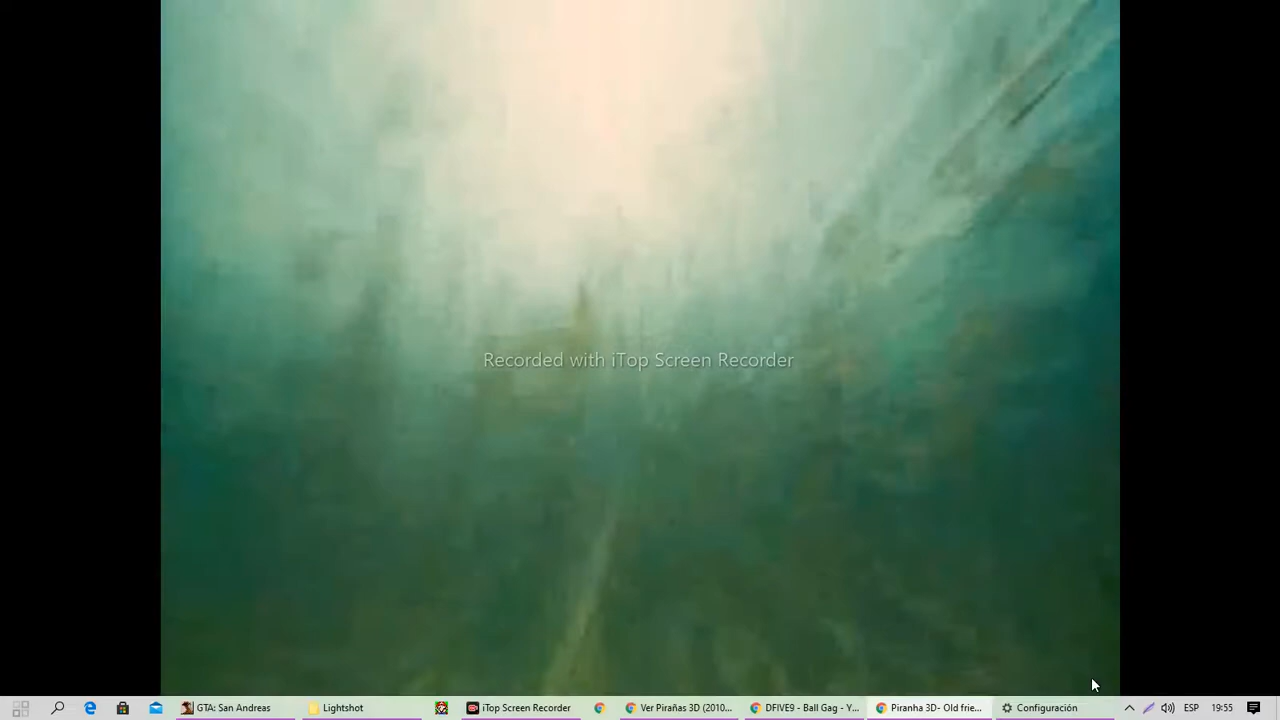 Recorded with iTop Screen Recorder
GTA: San Andreas
Lightshot
iTop Screen Recorder
Ver Pirañas 3D (2010...
DFIVE9 - Ball Gag - Y...
Piranha 3D- Old frie...
Configuración
ESP
19:55